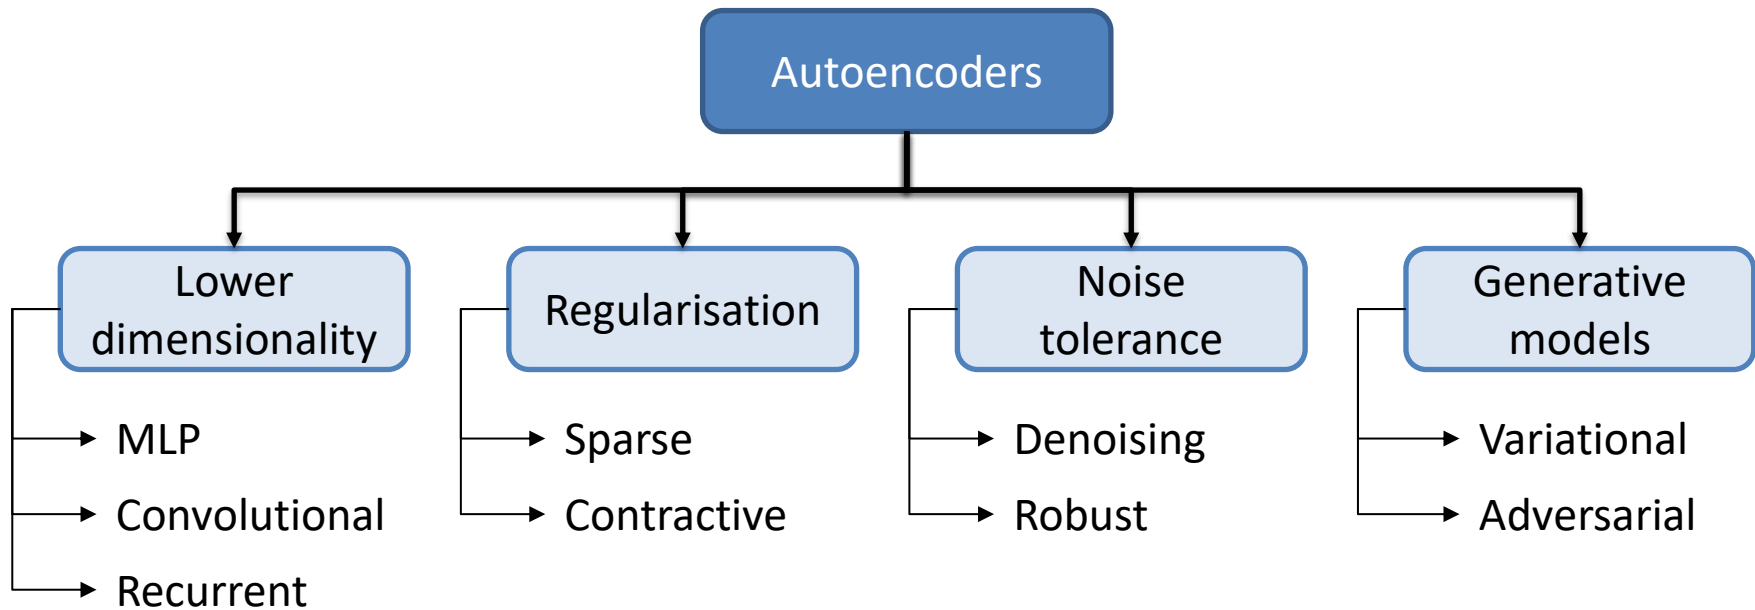 Autoencoders
Lower
dimensionality
MLP
Convolutional
Recurrent
Regularisation
Sparse
Contractive
Noise
tolerance
Denoising
Robust
Generative
models
Variational
Adversarial